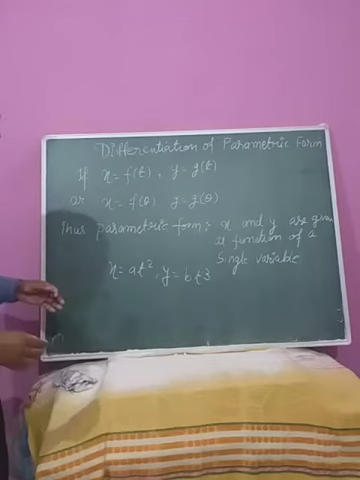 Differentiation of Parametric Form
If x = f(t), y = g(t)
or x = f(θ) y = g(θ)
Thus parametric form :- x and y are given
as function of a
Single variable
x = at², y = bt3